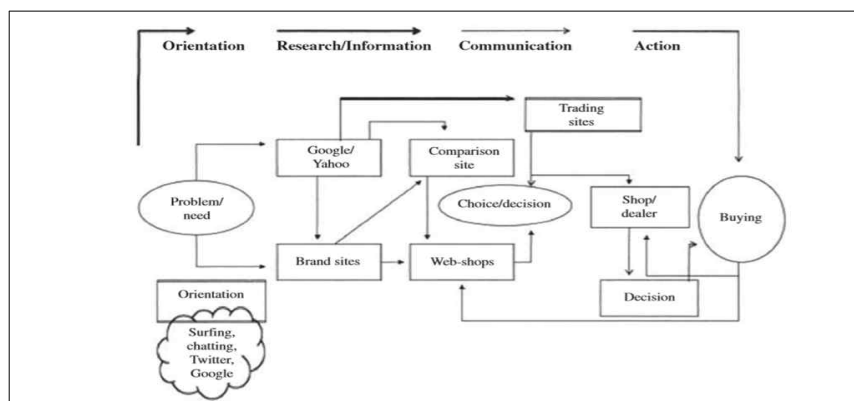 Orientation
Research/Information
Communication
Action
Trading
sites
Google/
Yahoo
Comparison
site
Problem/
need
Choice/decision
Shop/
dealer
Buying
Brand sites
Web-shops
Decision
Orientation
Surfing,
chatting,
Twitter,
Google